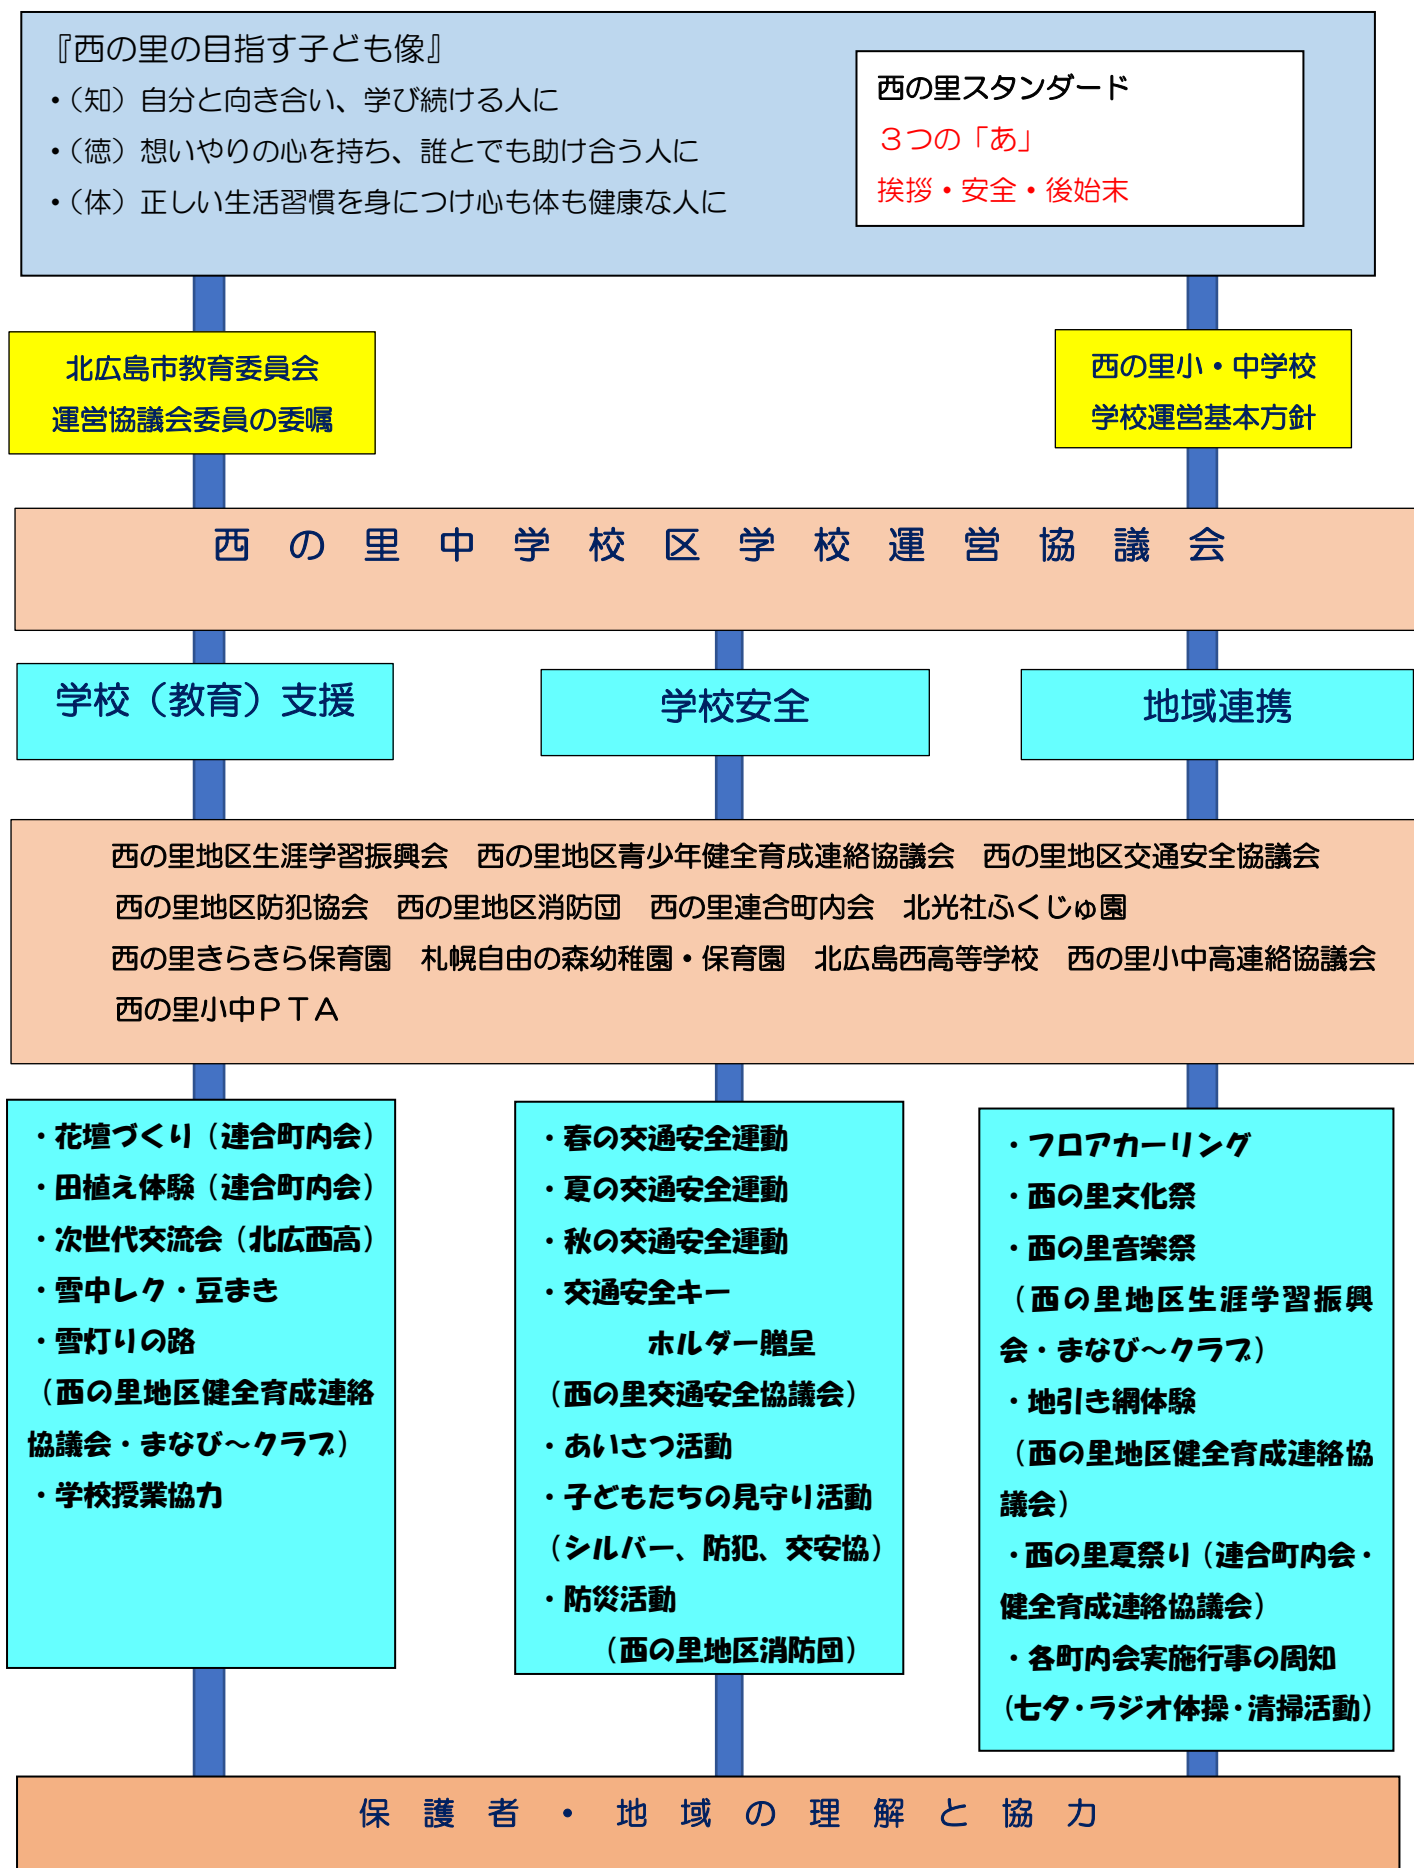 『西の里の目指す子ども像』
・（知）自分と向き合い、学び続ける人に
・（徳）想いやりの心を持ち、誰とでも助け合う人に
・（体）正しい生活習慣を身につけ心も体も健康な人に
西の里スタンダード
３つの「あ」
挨拶・安全・後始末
北広島市教育委員会
運営協議会委員の委嘱
西の里小・中学校
学校運営基本方針
西の里中学校区学校運営協議会
学校（教育）支援
学校安全
地域連携
西の里地区生涯学習振興会　西の里地区青少年健全育成連絡協議会　西の里地区交通安全協議会
西の里地区防犯協会　西の里地区消防団　西の里連合町内会　北光社ふくじゅ園
西の里きらきら保育園　札幌自由の森幼稚園・保育園　北広島西高等学校　西の里小中高連絡協議会
西の里小中ＰＴＡ
・花壇づくり（連合町内会）
・田植え体験（連合町内会）
・次世代交流会（北広西高）
・雪中レク・豆まき
・雪灯りの路
（西の里地区健全育成連絡
協議会・まなび～クラブ）
・学校授業協力
・春の交通安全運動
・夏の交通安全運動
・秋の交通安全運動
・交通安全キー
ホルダー贈呈
（西の里交通安全協議会）
・あいさつ活動
・子どもたちの見守り活動
（シルバー、防犯、交安協）
・防災活動
（西の里地区消防団）
・フロアカーリング
・西の里文化祭
・西の里音楽祭
（西の里地区生涯学習振興
会・まなび～クラブ）
・地引き網体験
（西の里地区健全育成連絡協
議会）
・西の里夏祭り（連合町内会・
健全育成連絡協議会）
・各町内会実施行事の周知
（七夕・ラジオ体操・清掃活動）
保護者・地域の理解と協力